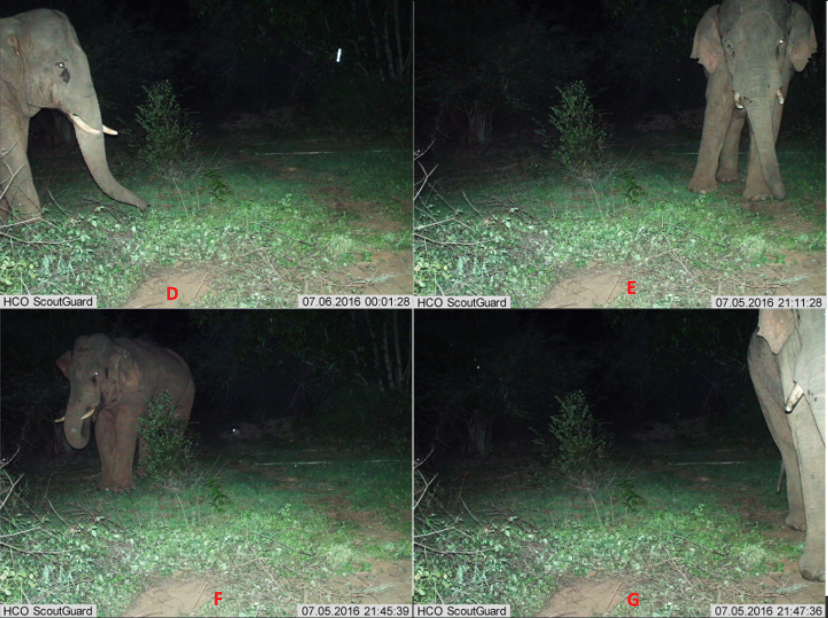 D
HCO ScoutGuard 07.06.2016 00:01:28
E
HCO ScoutGuard 07.05.2016 21:11:28
F
HCO ScoutGuard 07.05.2016 21:45:39
G
HCO ScoutGuard 07.05.2016 21:47:36